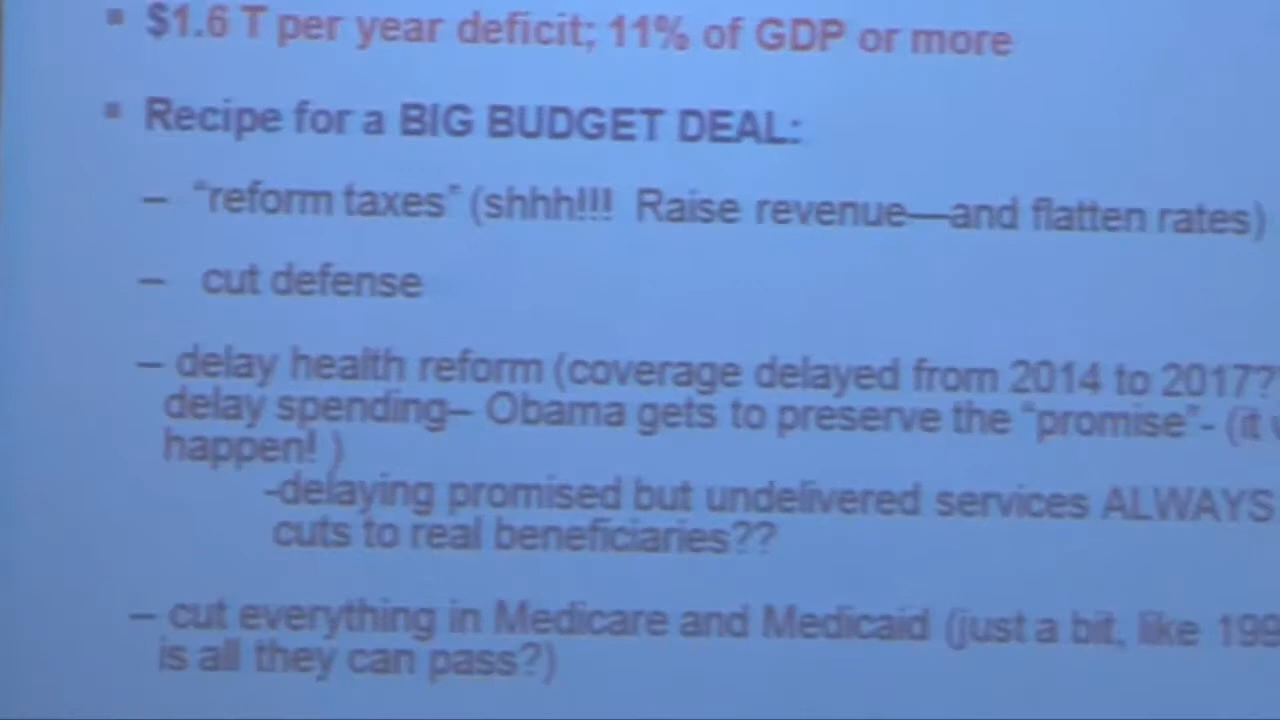 ▪ $1.6 T per year deficit; 11% of GDP or more
▪ Recipe for a BIG BUDGET DEAL:
– “reform taxes” (shhh!!! Raise revenue—and flatten rates)
– cut defense
– delay health reform (coverage delayed from 2014 to 2017?
delay spending– Obama gets to preserve the “promise”- (it
happen! )
-delaying promised but undelivered services ALWAYS
cuts to real beneficiaries??
– cut everything in Medicare and Medicaid (just a bit, like 199
is all they can pass?)